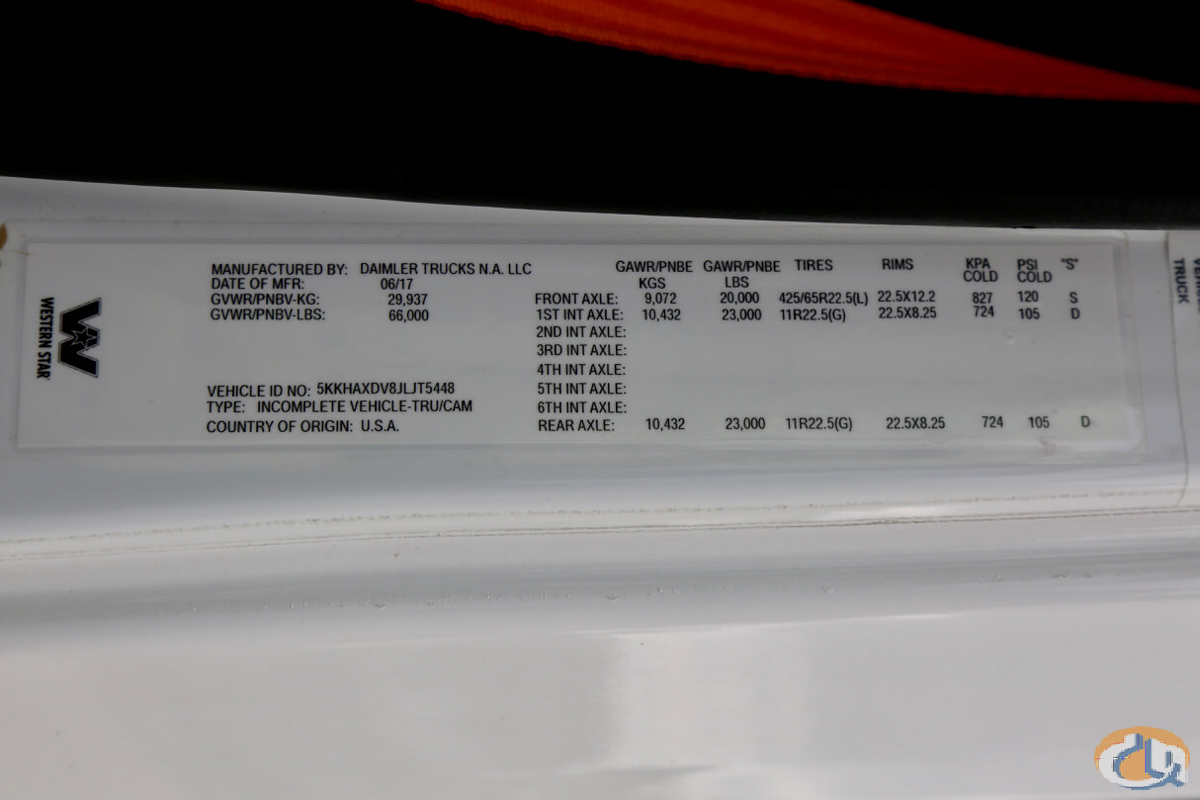 WESTERN STAR
MANUFACTURED BY: DAIMLER TRUCKS N.A. LLC
DATE OF MFR: 06/17
GVWR/PNBV-KG: 29,937
GVWR/PNBV-LBS: 66,000
VEHICLE ID NO: 5KKHAXDV8JLJT5448
TYPE: INCOMPLETE VEHICLE-TRU/CAM
COUNTRY OF ORIGIN: U.S.A.
GAWR/PNBE KGS GAWR/PNBE LBS TIRES RIMS KPA COLD PSI COLD "S"
FRONT AXLE: 9,072 20,000 425/65R22.5(L) 22.5X12.2 827 120 S
1ST INT AXLE: 10,432 23,000 11R22.5(G) 22.5X8.25 724 105 D
2ND INT AXLE:
3RD INT AXLE:
4TH INT AXLE:
5TH INT AXLE:
6TH INT AXLE:
REAR AXLE: 10,432 23,000 11R22.5(G) 22.5X8.25 724 105 D
TRUCK